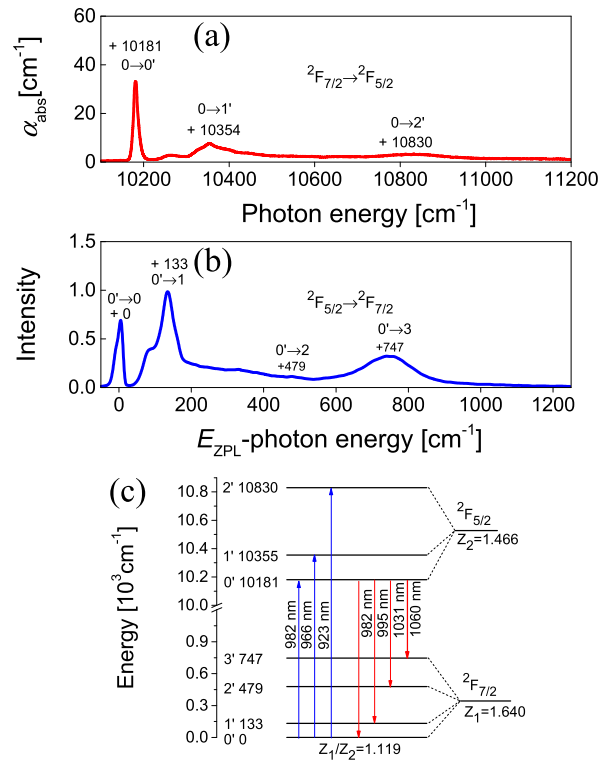 (a)
α_abs[cm⁻¹]
60
40
20
0
+ 10181
0→0'
²F₇/₂→²F₅/₂
0→1'
+ 10354
0→2'
+ 10830
10200 10400 10600 10800 11000 11200
Photon energy [cm⁻¹]
(b)
Intensity
1.5
1.0
0.5
0.0
0'→0
+ 0
+ 133
0'→1
²F₅/₂→²F₇/₂
0'→2
+479
0'→3
+747
0 200 400 600 800 1000 1200
E_ZPL-photon energy [cm⁻¹]
(c)
Energy [10³cm⁻¹]
10.8
10.6
10.4
10.2
10.0
0.6
0.3
0.0
2' 10830
1' 10355
0' 10181
3' 747
2' 479
1' 133
0' 0
982 nm
966 nm
923 nm
982 nm
995 nm
1031 nm
1060 nm
²F₅/₂
Z₂=1.466
²F₇/₂
Z₁=1.640
Z₁/Z₂=1.119